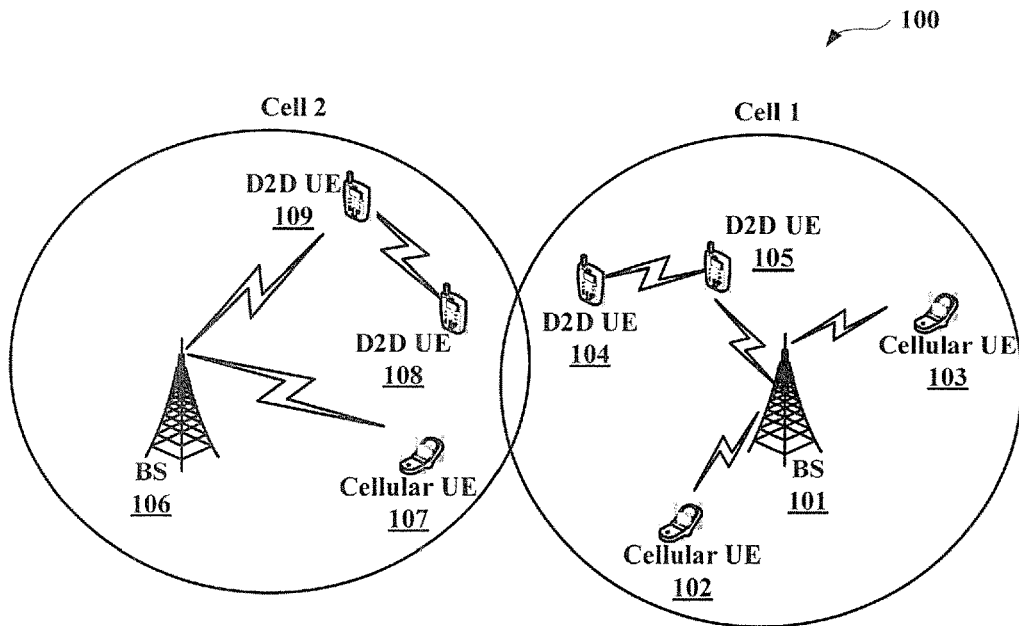 100
Cell 2
Cell 1
D2D UE
109
D2D UE
105
D2D UE
108
D2D UE
104
Cellular UE
103
BS
106
Cellular UE
107
BS
101
Cellular UE
102